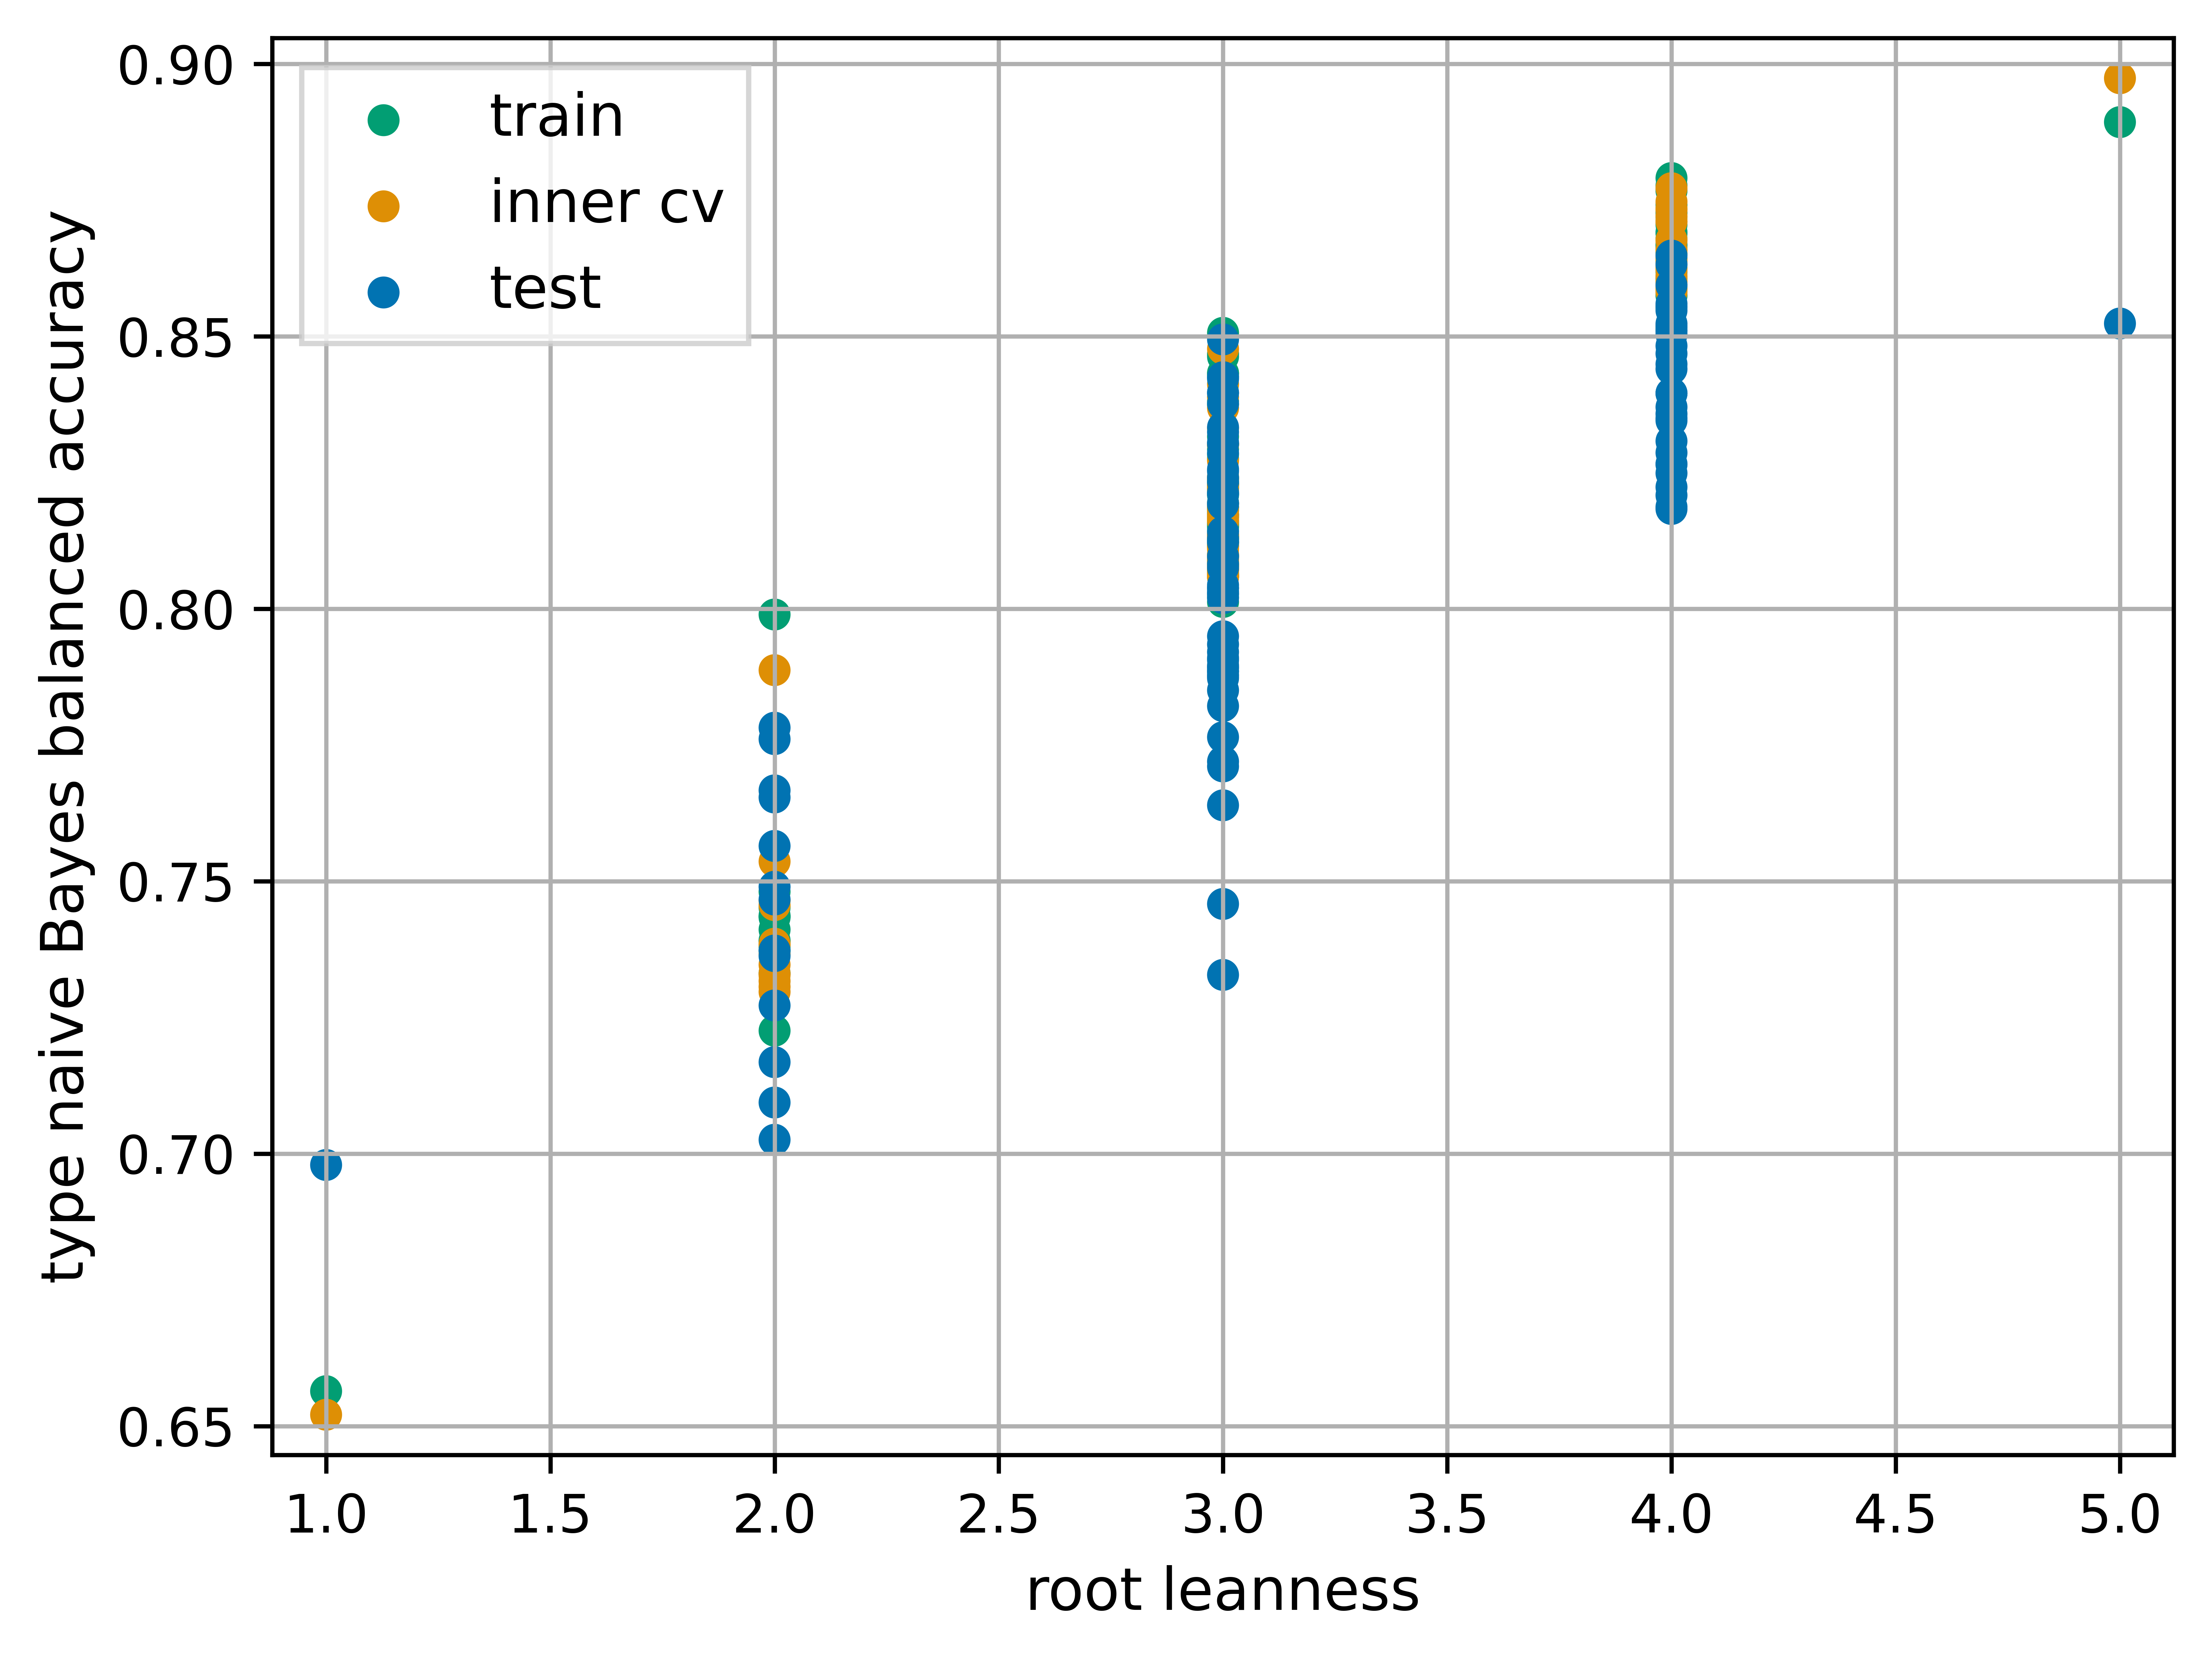 type naive Bayes balanced accuracy
0.90
0.85
0.80
0.75
0.70
0.65
train
inner cv
test
1.0 1.5 2.0 2.5 3.0 3.5 4.0 4.5 5.0
root leanness